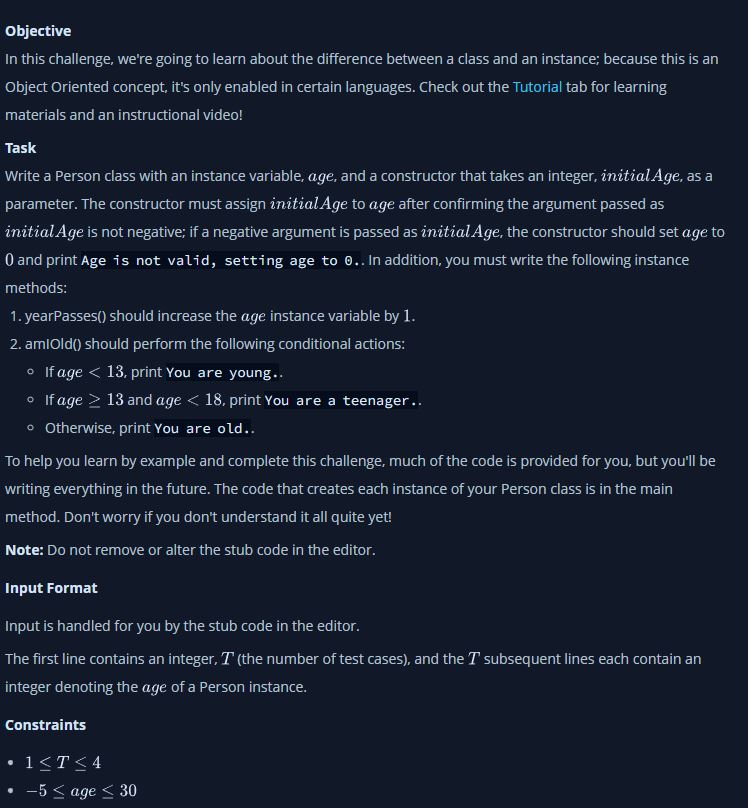 Objective
In this challenge, we're going to learn about the difference between a class and an instance; because this is an
Object Oriented concept, it's only enabled in certain languages. Check out the Tutorial tab for learning
materials and an instructional video!
Task
Write a Person class with an instance variable, age, and a constructor that takes an integer, initialAge, as a
parameter. The constructor must assign initialAge to age after confirming the argument passed as
initialAge is not negative; if a negative argument is passed as initialAge, the constructor should set age to
0 and print Age is not valid, setting age to 0.. In addition, you must write the following instance
methods:
1. yearPasses() should increase the age instance variable by 1.
2. amIOld() should perform the following conditional actions:
◦ If age < 13, print You are young..
◦ If age ≥ 13 and age < 18, print You are a teenager..
◦ Otherwise, print You are old..
To help you learn by example and complete this challenge, much of the code is provided for you, but you'll be
writing everything in the future. The code that creates each instance of your Person class is in the main
method. Don't worry if you don't understand it all quite yet!
Note: Do not remove or alter the stub code in the editor.
Input Format
Input is handled for you by the stub code in the editor.
The first line contains an integer, T (the number of test cases), and the T subsequent lines each contain an
integer denoting the age of a Person instance.
Constraints
• 1 ≤ T ≤ 4
• −5 ≤ age ≤ 30